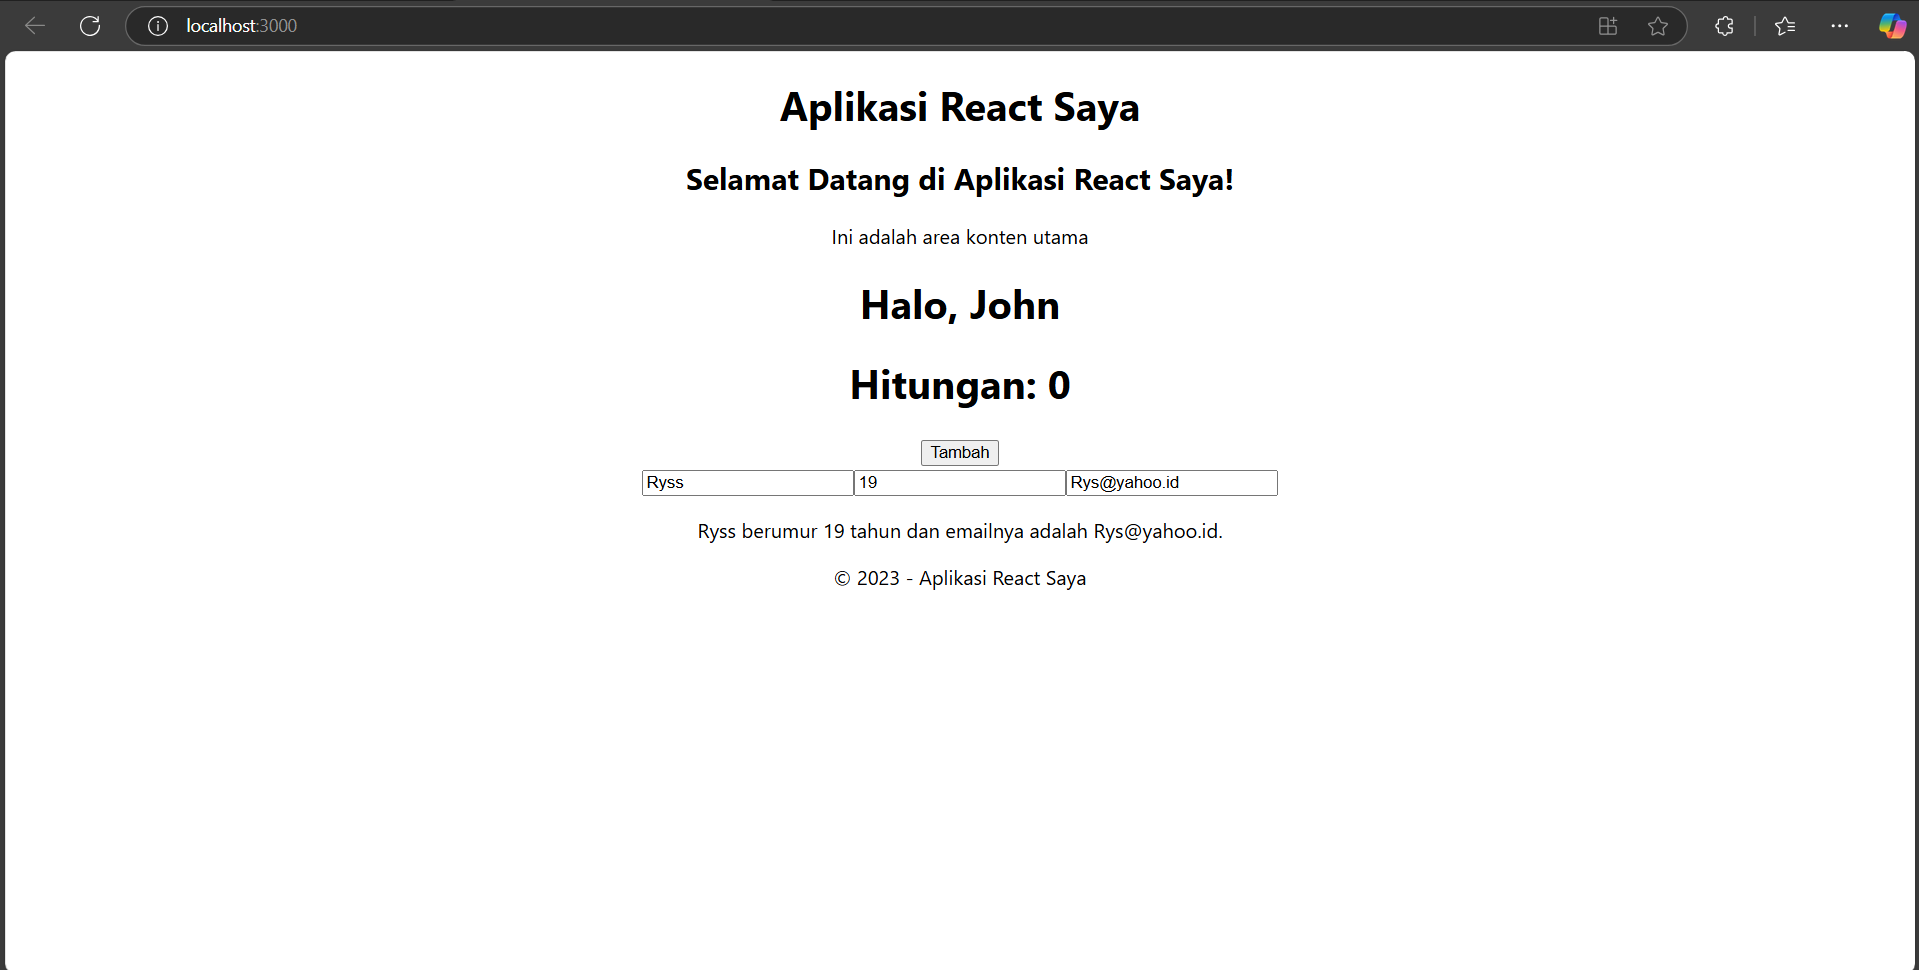 localhost:3000
Aplikasi React Saya
Selamat Datang di Aplikasi React Saya!
Ini adalah area konten utama
Halo, John
Hitungan: 0
Tambah
Ryss 19 Rys@yahoo.id
Ryss berumur 19 tahun dan emailnya adalah Rys@yahoo.id.
© 2023 - Aplikasi React Saya